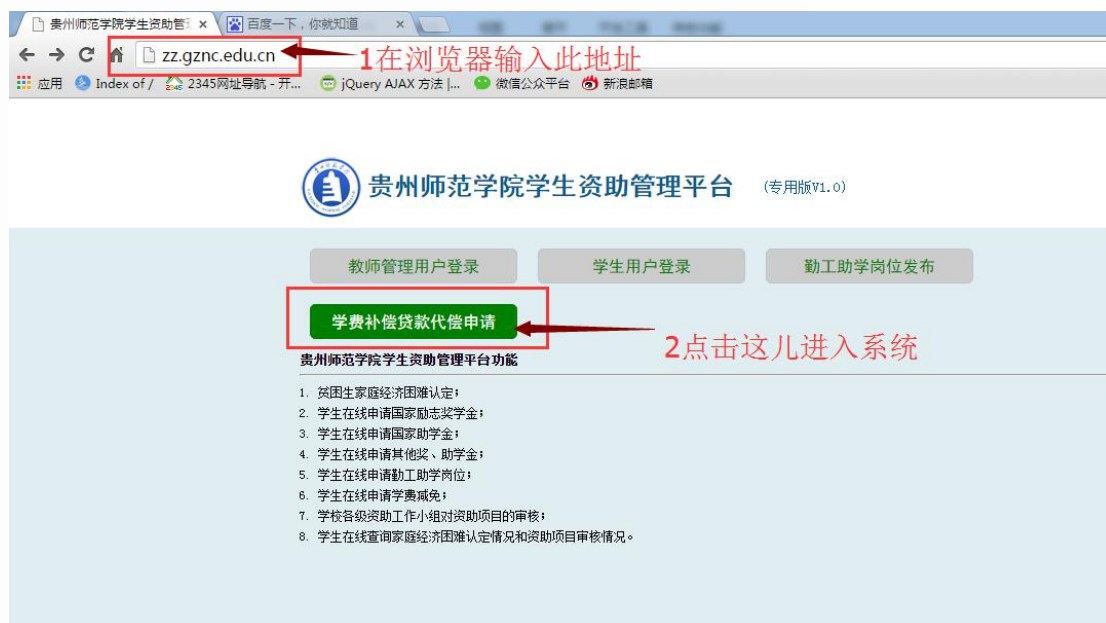 贵州师范学院学生资助管
百度一下，你就知道
zz.gznc.edu.cn
1在浏览器输入此地址
应用 Index of / 2345网址导航 - 开... jQuery AJAX 方法 |... 微信公众平台 新浪邮箱
贵州师范学院学生资助管理平台 (专用版V1.0)
教师管理用户登录 学生用户登录 勤工助学岗位发布
学费补偿贷款代偿申请
2点击这儿进入系统
贵州师范学院学生资助管理平台功能
1. 贫困生家庭经济困难认定;
2. 学生在线申请国家励志奖学金;
3. 学生在线申请国家助学金;
4. 学生在线申请其他奖、助学金;
5. 学生在线申请勤工助学岗位;
6. 学生在线申请学费减免;
7. 学校各级资助工作小组对资助项目的审核;
8. 学生在线查询家庭经济困难认定情况和资助项目审核情况。